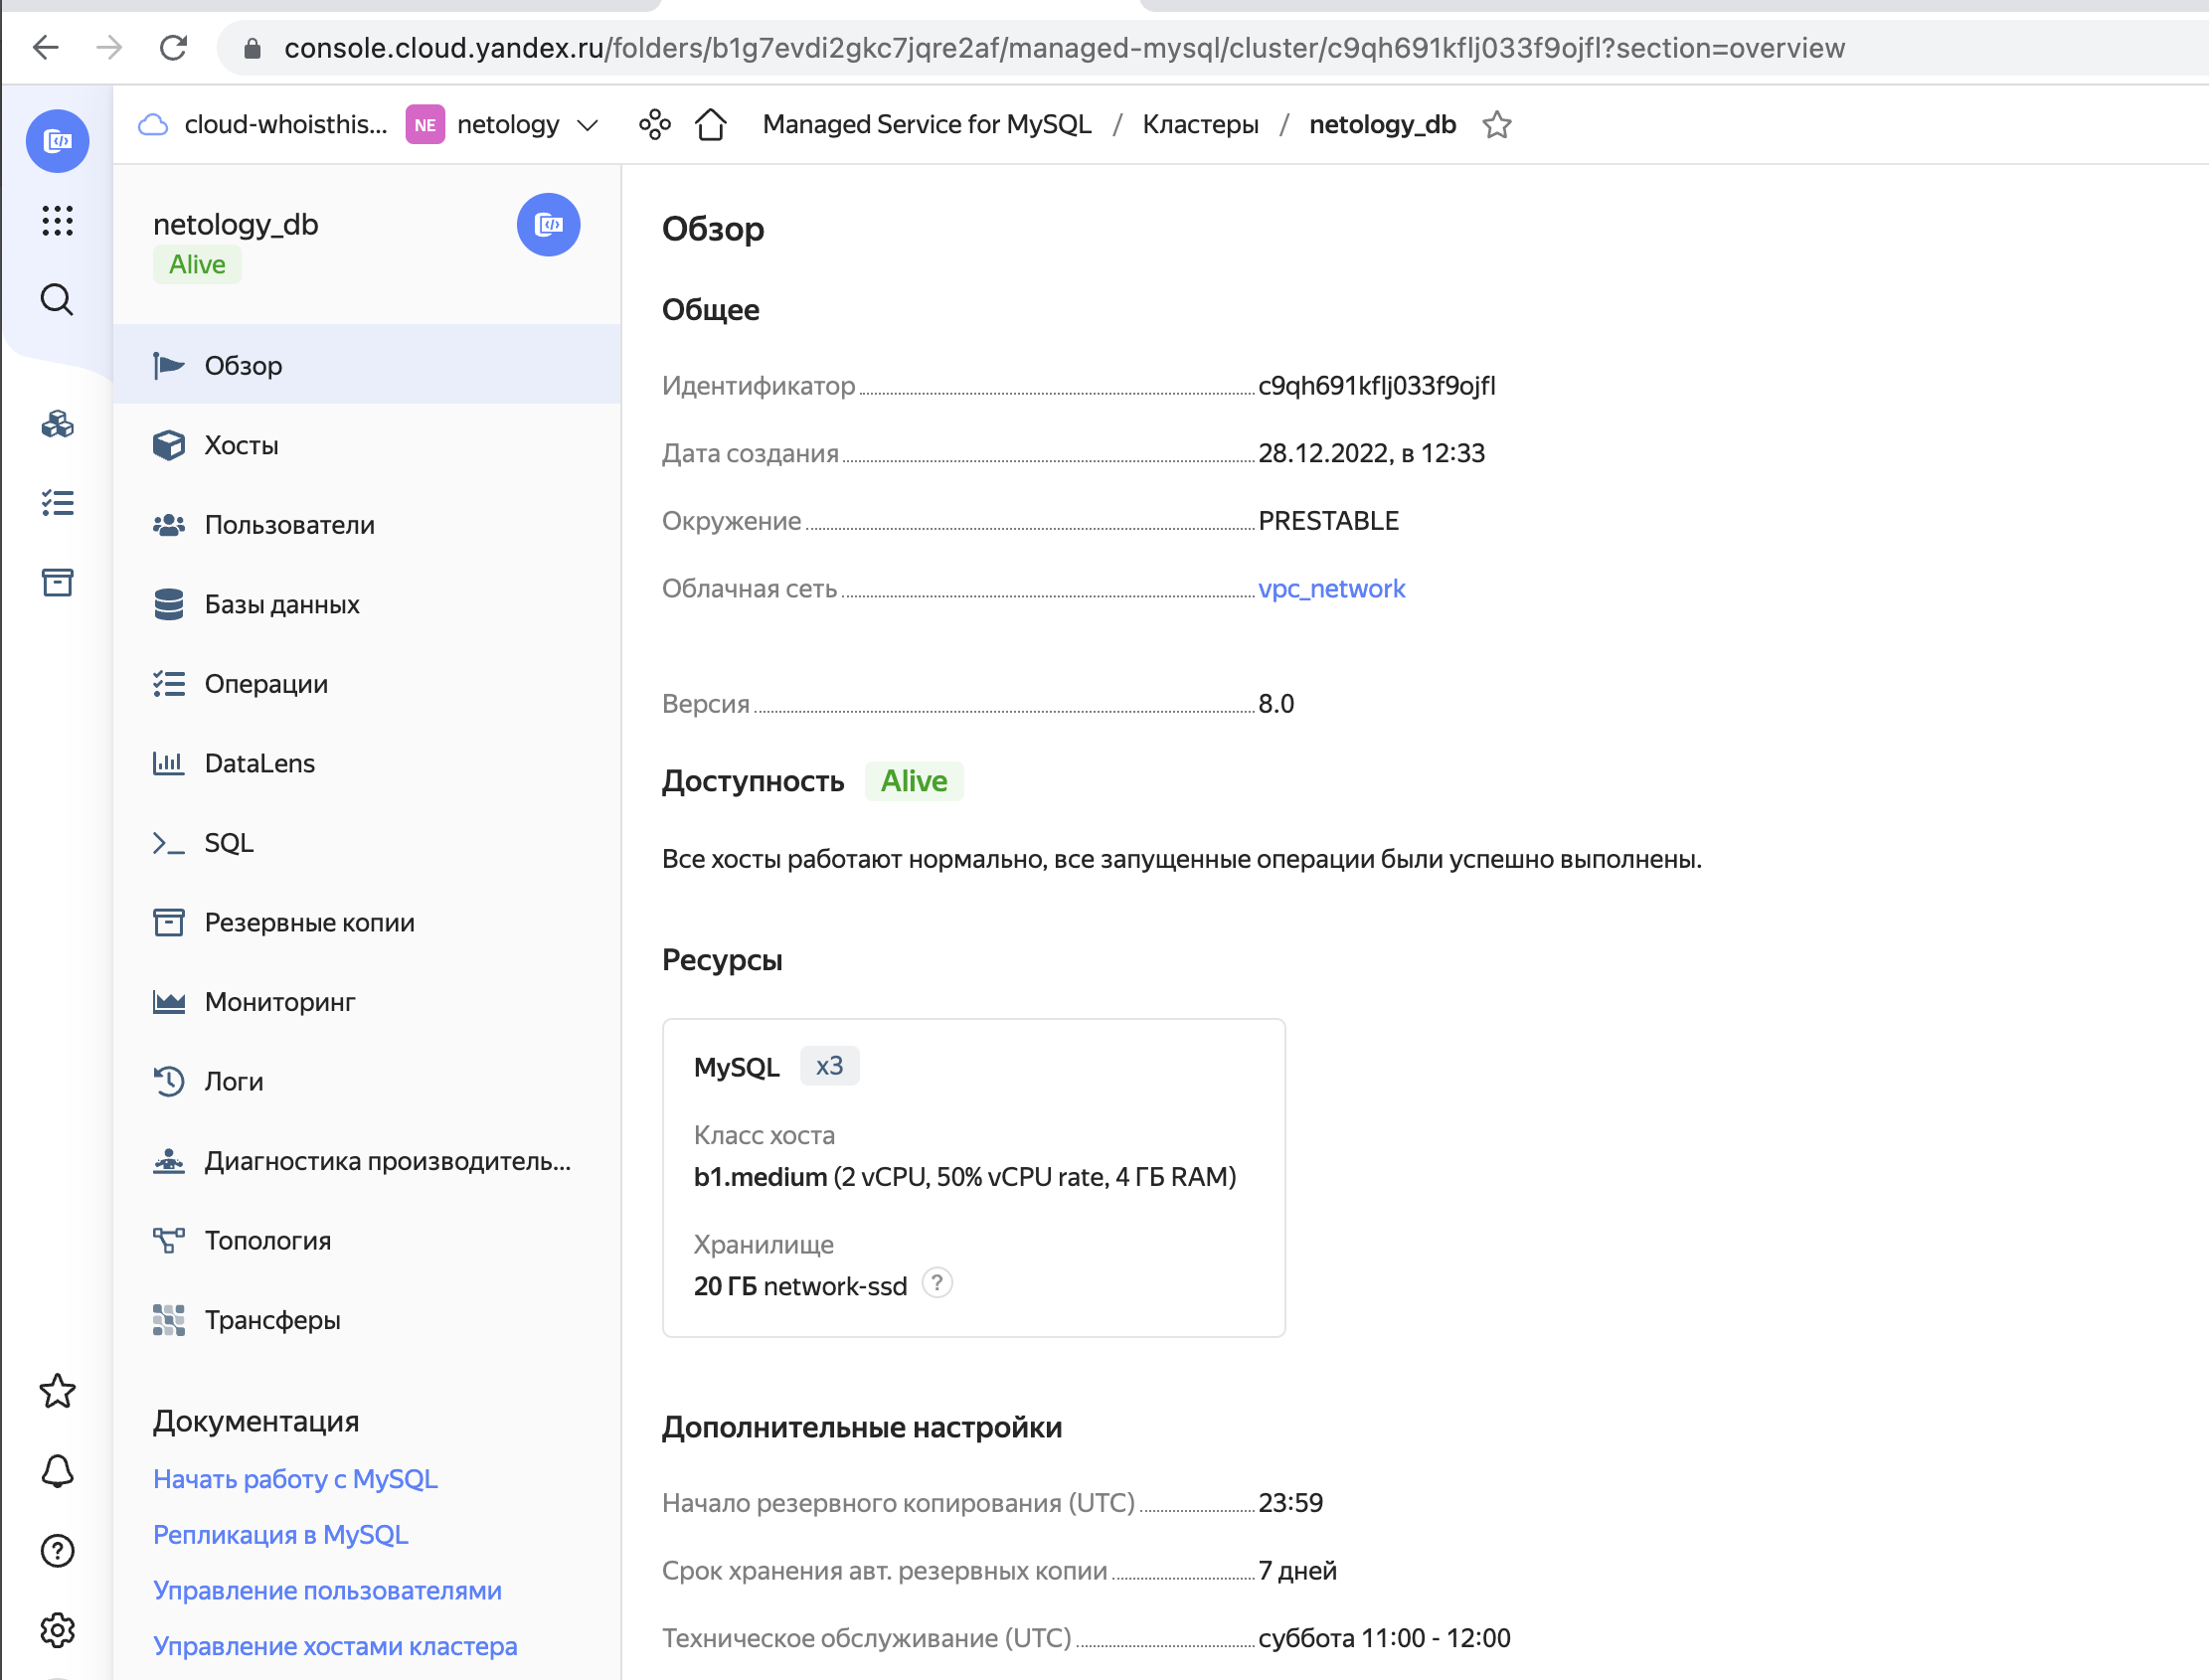 console.cloud.yandex.ru/folders/b1g7evdi2gkc7jqre2af/managed-mysql/cluster/c9qh691kflj033f9ojfl?section=overview
cloud-whoisthis... NE netology Managed Service for MySQL / Кластеры / netology_db
netology_db
Alive
Обзор
Хосты
Пользователи
Базы данных
Операции
DataLens
SQL
Резервные копии
Мониторинг
Логи
Диагностика производитель...
Топология
Трансферы
Документация
Начать работу с MySQL
Репликация в MySQL
Управление пользователями
Управление хостами кластера
Обзор
Общее
Идентификатор c9qh691kflj033f9ojfl
Дата создания 28.12.2022, в 12:33
Окружение PRESTABLE
Облачная сеть vpc_network
Версия 8.0
Доступность Alive
Все хосты работают нормально, все запущенные операции были успешно выполнены.
Ресурсы
MySQL x3
Класс хоста
b1.medium (2 vCPU, 50% vCPU rate, 4 ГБ RAM)
Хранилище
20 ГБ network-ssd ?
Дополнительные настройки
Начало резервного копирования (UTC) 23:59
Срок хранения авт. резервных копии 7 дней
Техническое обслуживание (UTC) суббота 11:00 - 12:00